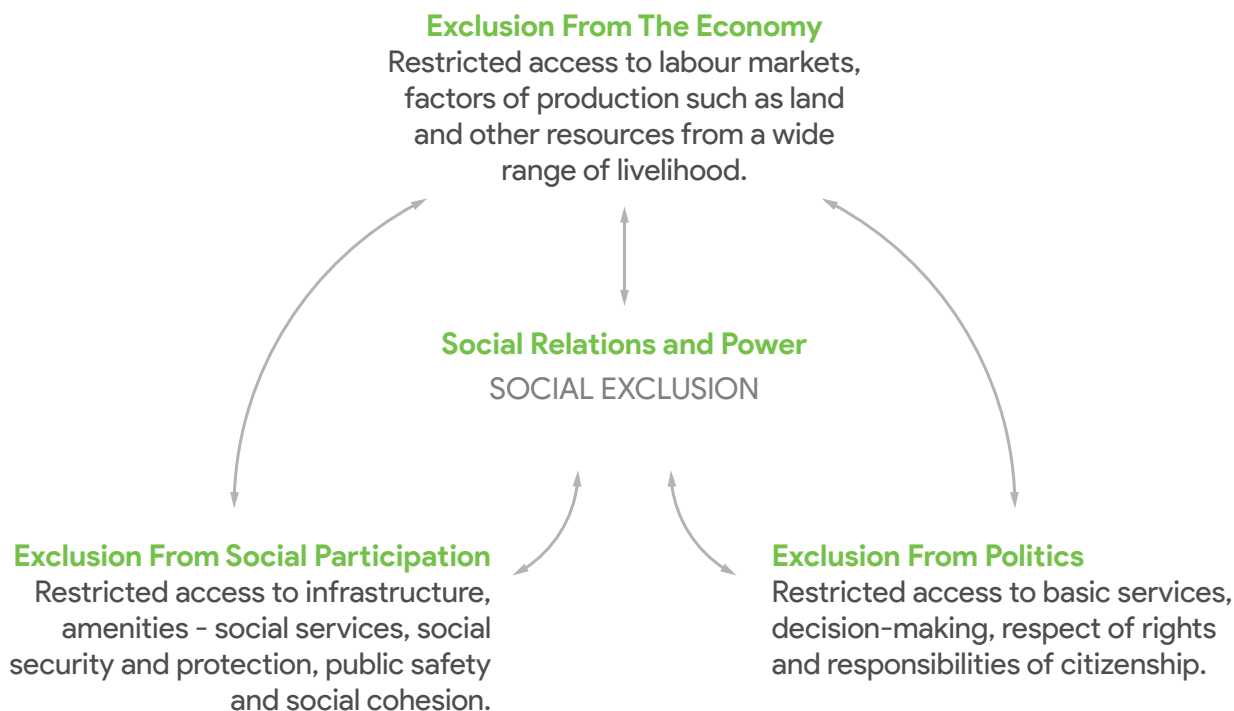 Exclusion From The Economy
Restricted access to labour markets,
factors of production such as land
and other resources from a wide
range of livelihood.
Social Relations and Power
SOCIAL EXCLUSION
Exclusion From Social Participation
Restricted access to infrastructure,
amenities - social services, social
security and protection, public safety
and social cohesion.
Exclusion From Politics
Restricted access to basic services,
decision-making, respect of rights
and responsibilities of citizenship.